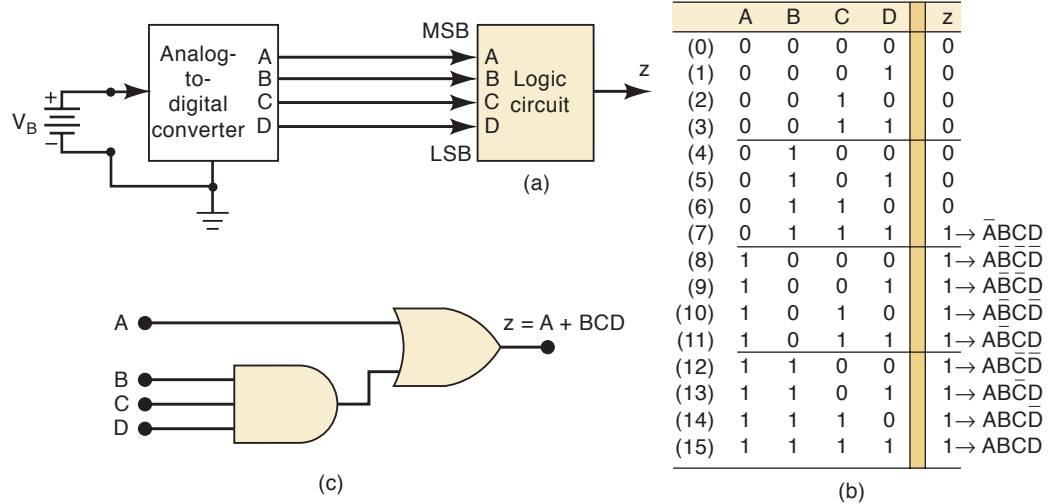 MSB
Analog-
to-
digital
converter
A
B
C
D
A
B
C
D
Logic
circuit
z
+
V_B
−
LSB
(a)
A B C D z
(0) 0 0 0 0 0
(1) 0 0 0 1 0
(2) 0 0 1 0 0
(3) 0 0 1 1 0
(4) 0 1 0 0 0
(5) 0 1 0 1 0
(6) 0 1 1 0 0
(7) 0 1 1 1 1→ A̅BCD
(8) 1 0 0 0 1→ AB̅C̅D̅
(9) 1 0 0 1 1→ AB̅C̅D
(10) 1 0 1 0 1→ AB̅CD̅
(11) 1 0 1 1 1→ AB̅CD
(12) 1 1 0 0 1→ ABC̅D̅
(13) 1 1 0 1 1→ ABC̅D
(14) 1 1 1 0 1→ ABCD̅
(15) 1 1 1 1 1→ ABCD
(b)
A
B
C
D
z = A + BCD
(c)